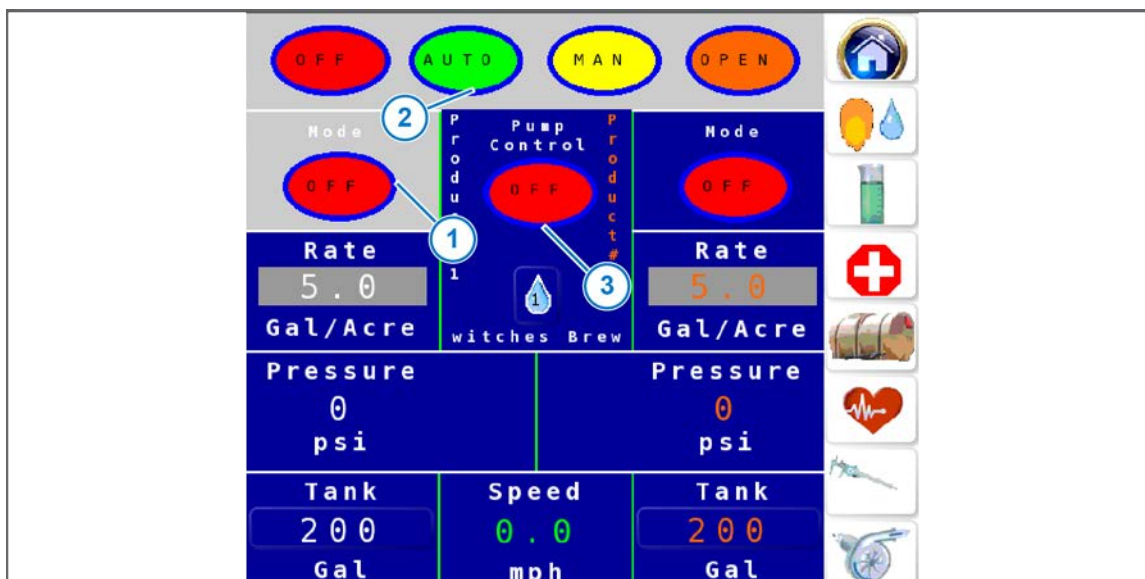 OFF AUTO MAN OPEN
2
Mode
OFF
1
Product#1
Pump
Control
OFF
3
1
witches Brew
Product#
Mode
OFF
Rate
5.0
Gal/Acre
Rate
5.0
Gal/Acre
Pressure
0
psi
Pressure
0
psi
Tank
200
Gal
Speed
0.0
mph
Tank
200
Gal